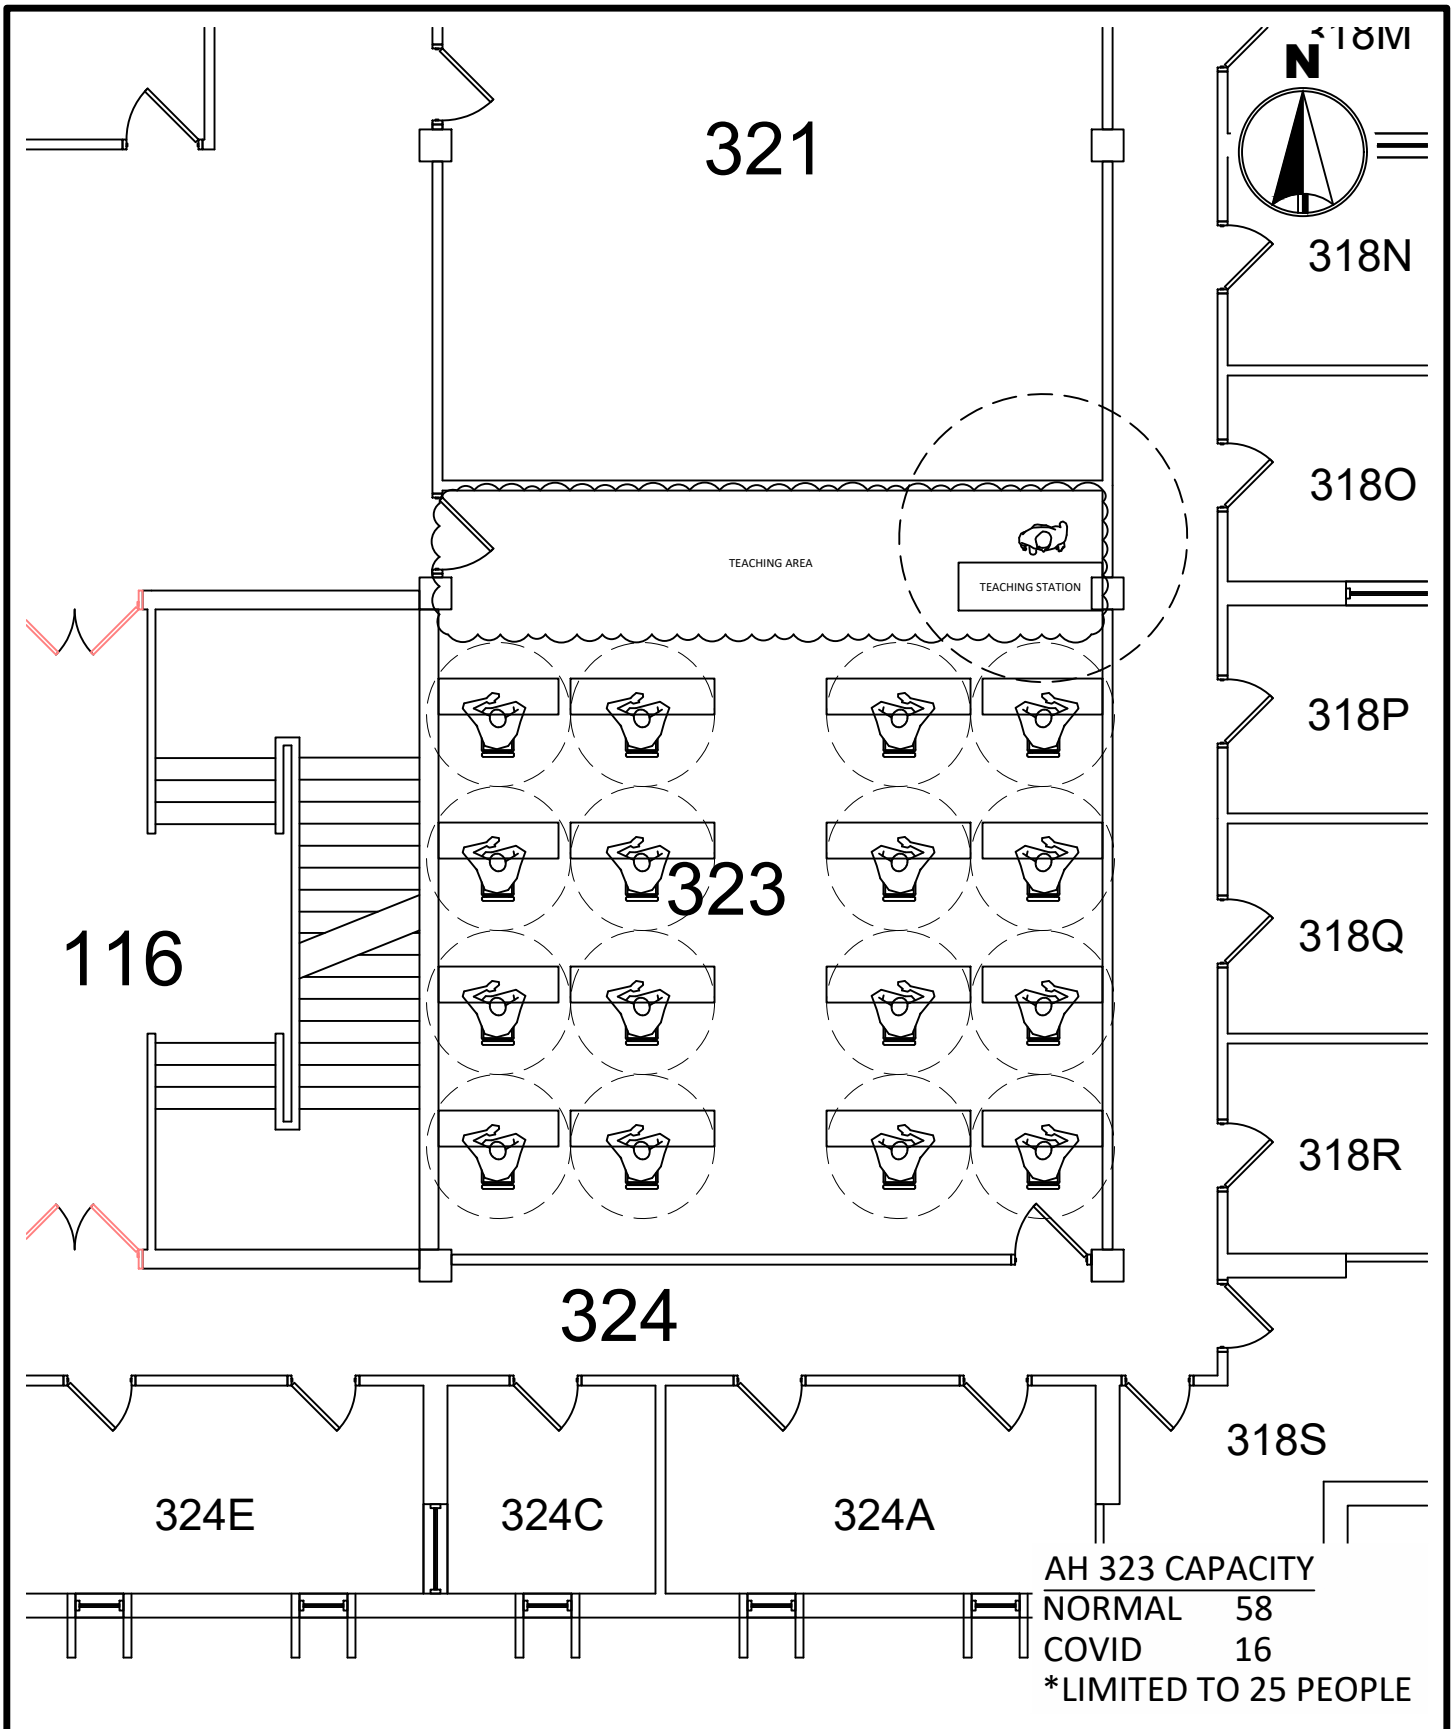 318M
N
321
318N
318O
TEACHING AREA
TEACHING STATION
318P
323
318Q
116
318R
324
318S
324E
324C
324A
AH 323 CAPACITY
NORMAL 58
COVID 16
*LIMITED TO 25 PEOPLE